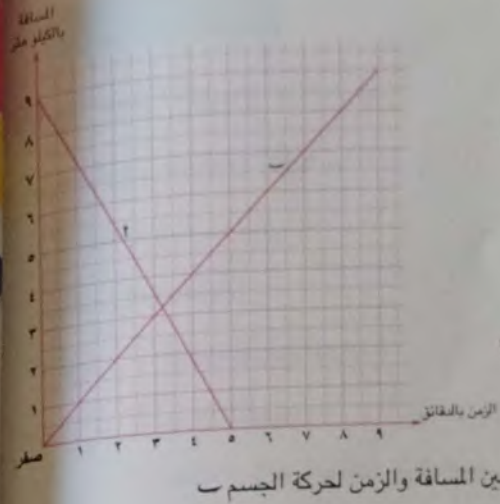 المسافة
بالكيلو متر
٩
٨
٧
٦
٥
٤
٣
٢
١
صفر
١ ٢ ٣ ٤ ٥ ٦ ٧ ٨ ٩
الزمن بالدقائق
أ
ب
ين المسافة والزمن لحركة الجسم ب